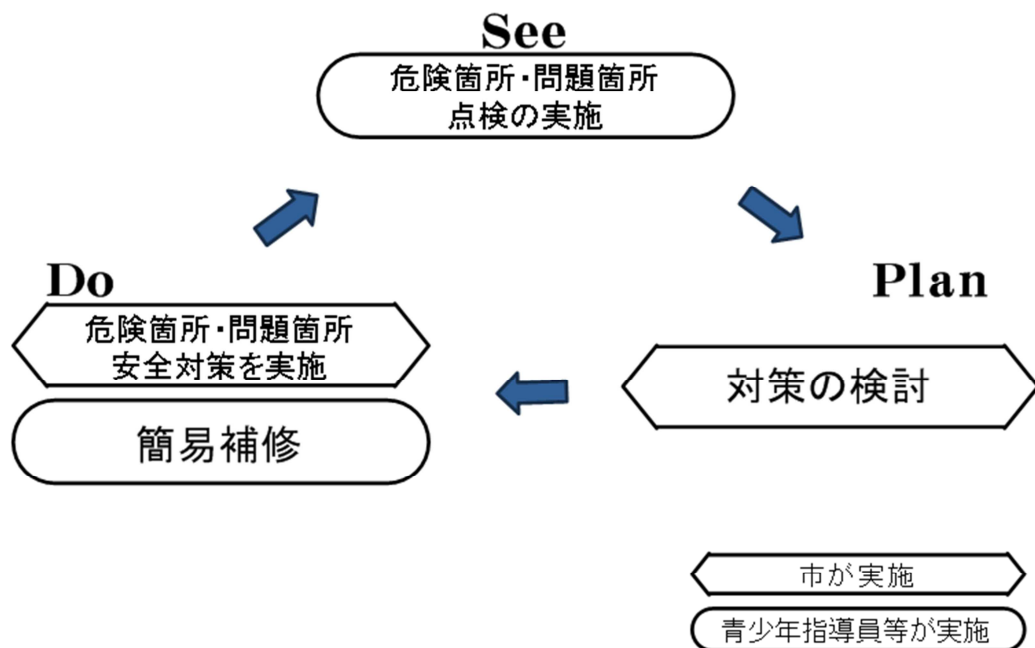 See
危険箇所・問題箇所
点検の実施
Do
危険箇所・問題箇所
安全対策を実施
簡易補修
Plan
対策の検討
市が実施
青少年指導員等が実施